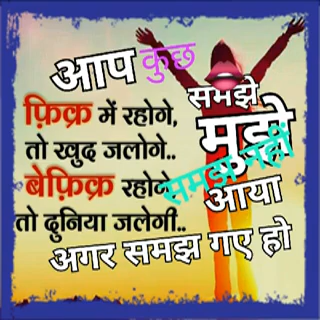 आप कुछ
समझे
फ़िक्र में रहोगे,
मुझे
तो खुद जलोगे..
समझ नहीं
बेफ़िक्र रहोगे
आया
तो दुनिया जलेगी..
अगर समझ गए हो